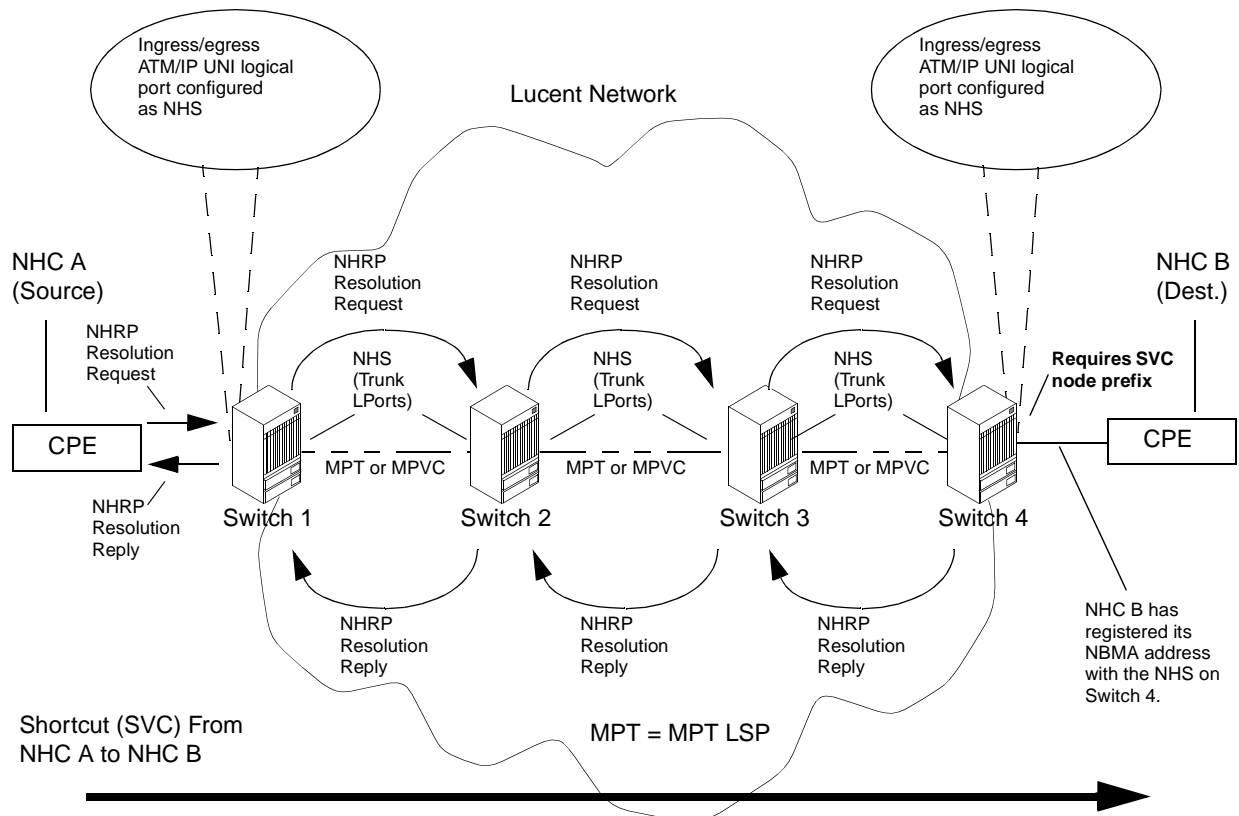 Ingress/egress
ATM/IP UNI logical
port configured
as NHS
Ingress/egress
ATM/IP UNI logical
port configured
as NHS
Lucent Network
NHC A
(Source)
NHC B
(Dest.)
NHRP
Resolution
Request
NHRP
Resolution
Request
NHRP
Resolution
Request
NHRP
Resolution
Request
NHS
(Trunk
LPorts)
NHS
(Trunk
LPorts)
NHS
(Trunk
LPorts)
Requires SVC
node prefix
CPE
CPE
MPT or MPVC
MPT or MPVC
MPT or MPVC
NHRP
Resolution
Reply
Switch 1
Switch 2
Switch 3
Switch 4
NHRP
Resolution
Reply
NHRP
Resolution
Reply
NHRP
Resolution
Reply
NHC B has
registered its
NBMA address
with the NHS on
Switch 4.
Shortcut (SVC) From
NHC A to NHC B
MPT = MPT LSP